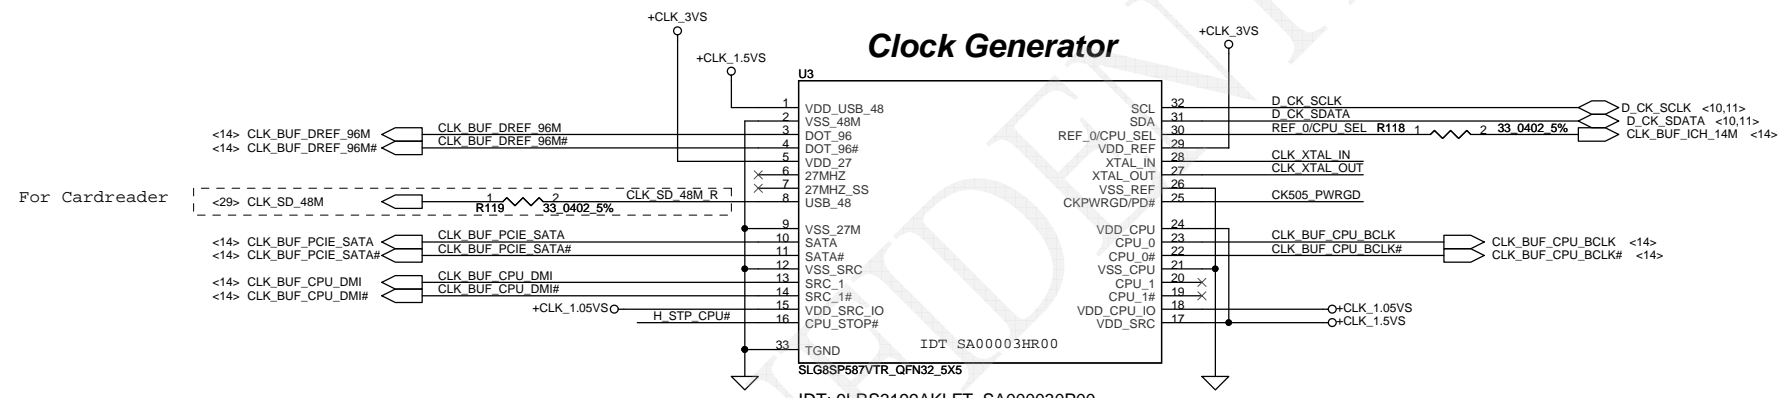 Clock Generator
+CLK_3VS
+CLK_1.5VS
+CLK_3VS
U3
1 VDD_USB_48
2 VSS_48M
<14> CLK_BUF_DREF_96M CLK_BUF_DREF_96M 3 DOT_96
<14> CLK_BUF_DREF_96M# CLK_BUF_DREF_96M# 4 DOT_96#
5 VDD_27
6 27MHZ
7 27MHZ_SS
For Cardreader <29> CLK_SD_48M 1 2 CLK_SD_48M_R 8 USB_48
R119 33_0402_5%
9 VSS_27M
<14> CLK_BUF_PCIE_SATA CLK_BUF_PCIE_SATA 10 SATA
<14> CLK_BUF_PCIE_SATA# CLK_BUF_PCIE_SATA# 11 SATA#
12 VSS_SRC
<14> CLK_BUF_CPU_DMI CLK_BUF_CPU_DMI 13 SRC_1
<14> CLK_BUF_CPU_DMI# CLK_BUF_CPU_DMI# 14 SRC_1#
+CLK_1.05VS 15 VDD_SRC_IO
H_STP_CPU# 16 CPU_STOP#
33 TGND
SCL 32 D_CK_SCLK D_CK_SCLK <10,11>
SDA 31 D_CK_SDATA D_CK_SDATA <10,11>
REF_0/CPU_SEL 30 REF_0/CPU_SEL R118 1 2 33_0402_5% CLK_BUF_ICH_14M <14>
VDD_REF 29
XTAL_IN 28 CLK_XTAL_IN
XTAL_OUT 27 CLK_XTAL_OUT
VSS_REF 26
CKPWRGD/PD# 25 CK505_PWRGD
VDD_CPU 24
CPU_0 23 CLK_BUF_CPU_BCLK CLK_BUF_CPU_BCLK <14>
CPU_0# 22 CLK_BUF_CPU_BCLK# CLK_BUF_CPU_BCLK# <14>
VSS_CPU 21
CPU_1 20
CPU_1# 19
VDD_CPU_IO 18 +CLK_1.05VS
VDD_SRC 17 +CLK_1.5VS
IDT SA00003HR00
SLG8SP587VTR_QFN32_5X5